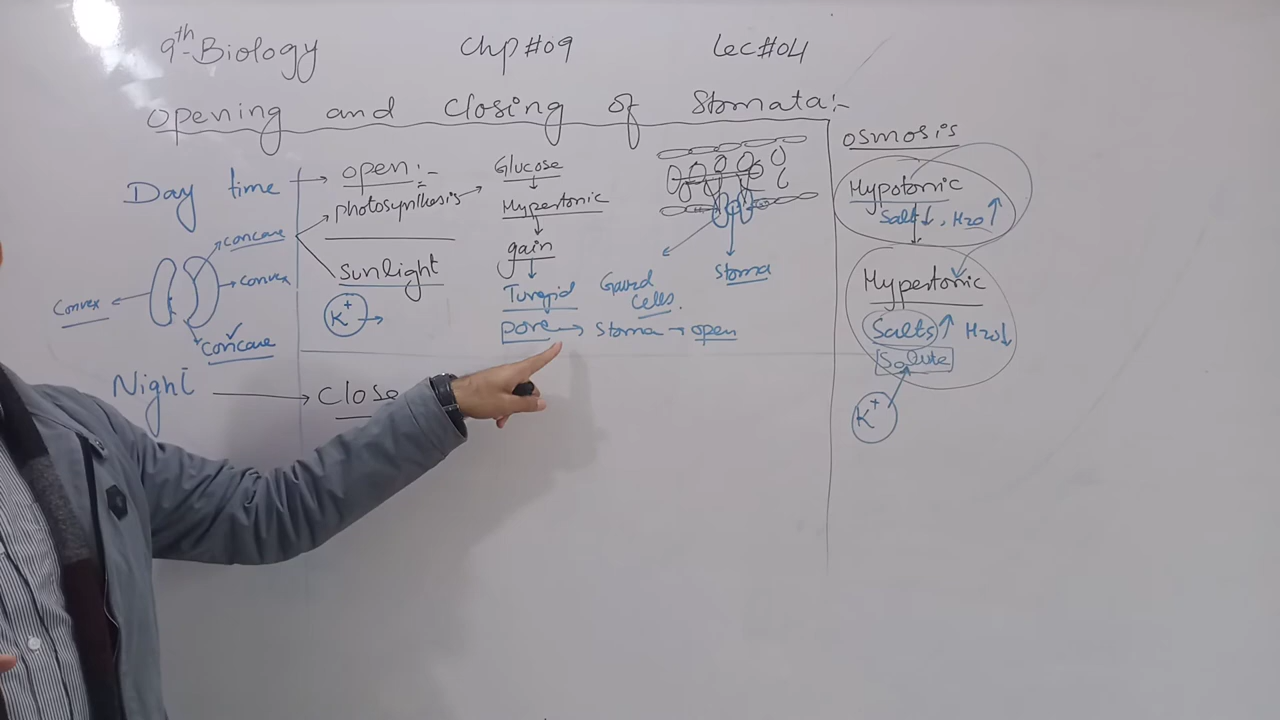 9th Biology Chp#09 Lec#04
Opening and Closing of Stomata:-
Day time
open:-
photosynthesis
sunlight
K+
concave
convex
Convex
Concave
Glucose
Hypertonic
gain
Turgid
pore → Stoma → open
Gaurd
cells.
Stoma
Night → Close
osmosis
Hypotonic
Salt↓, H2O↑
Hypertonic
Salts↑ H2O↓
Solute
K+